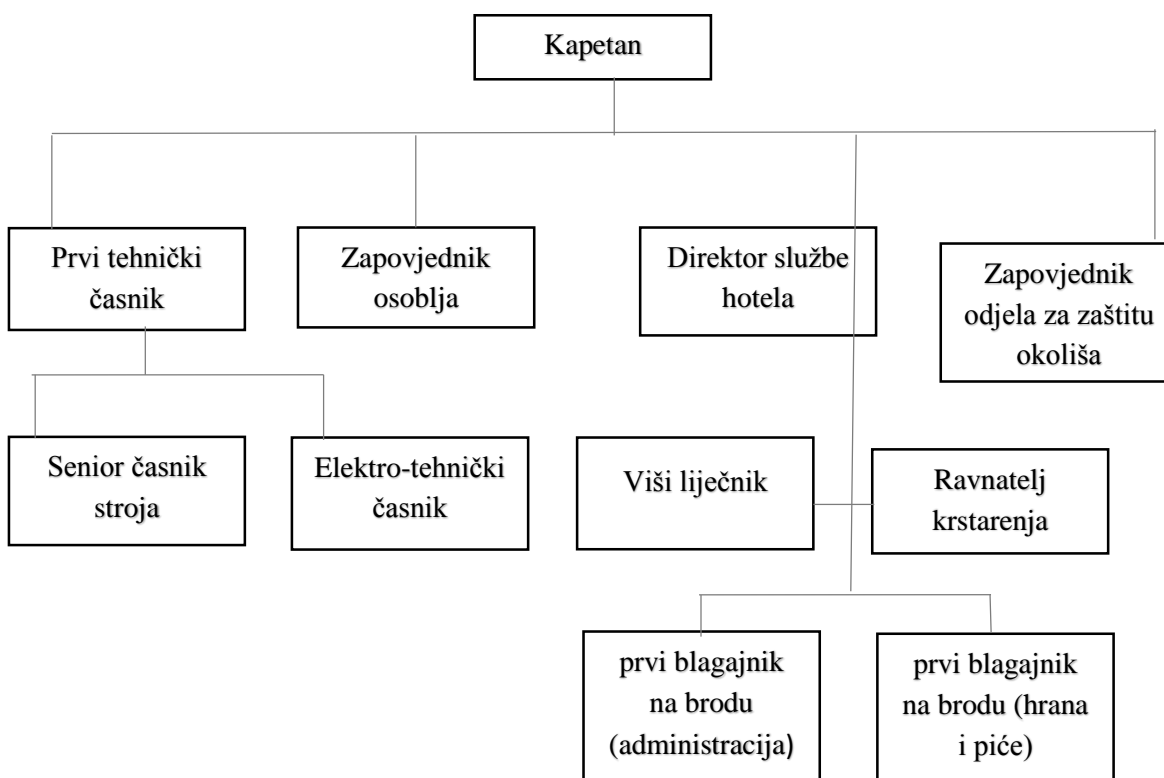 Kapetan
Prvi tehnički
časnik
Zapovjednik
osoblja
Direktor službe
hotela
Zapovjednik
odjela za zaštitu
okoliša
Senior časnik
stroja
Elektro-tehnički
časnik
Viši liječnik
Ravnatelj
krstarenja
prvi blagajnik
na brodu
(administracija)
prvi blagajnik
na brodu (hrana
i piće)